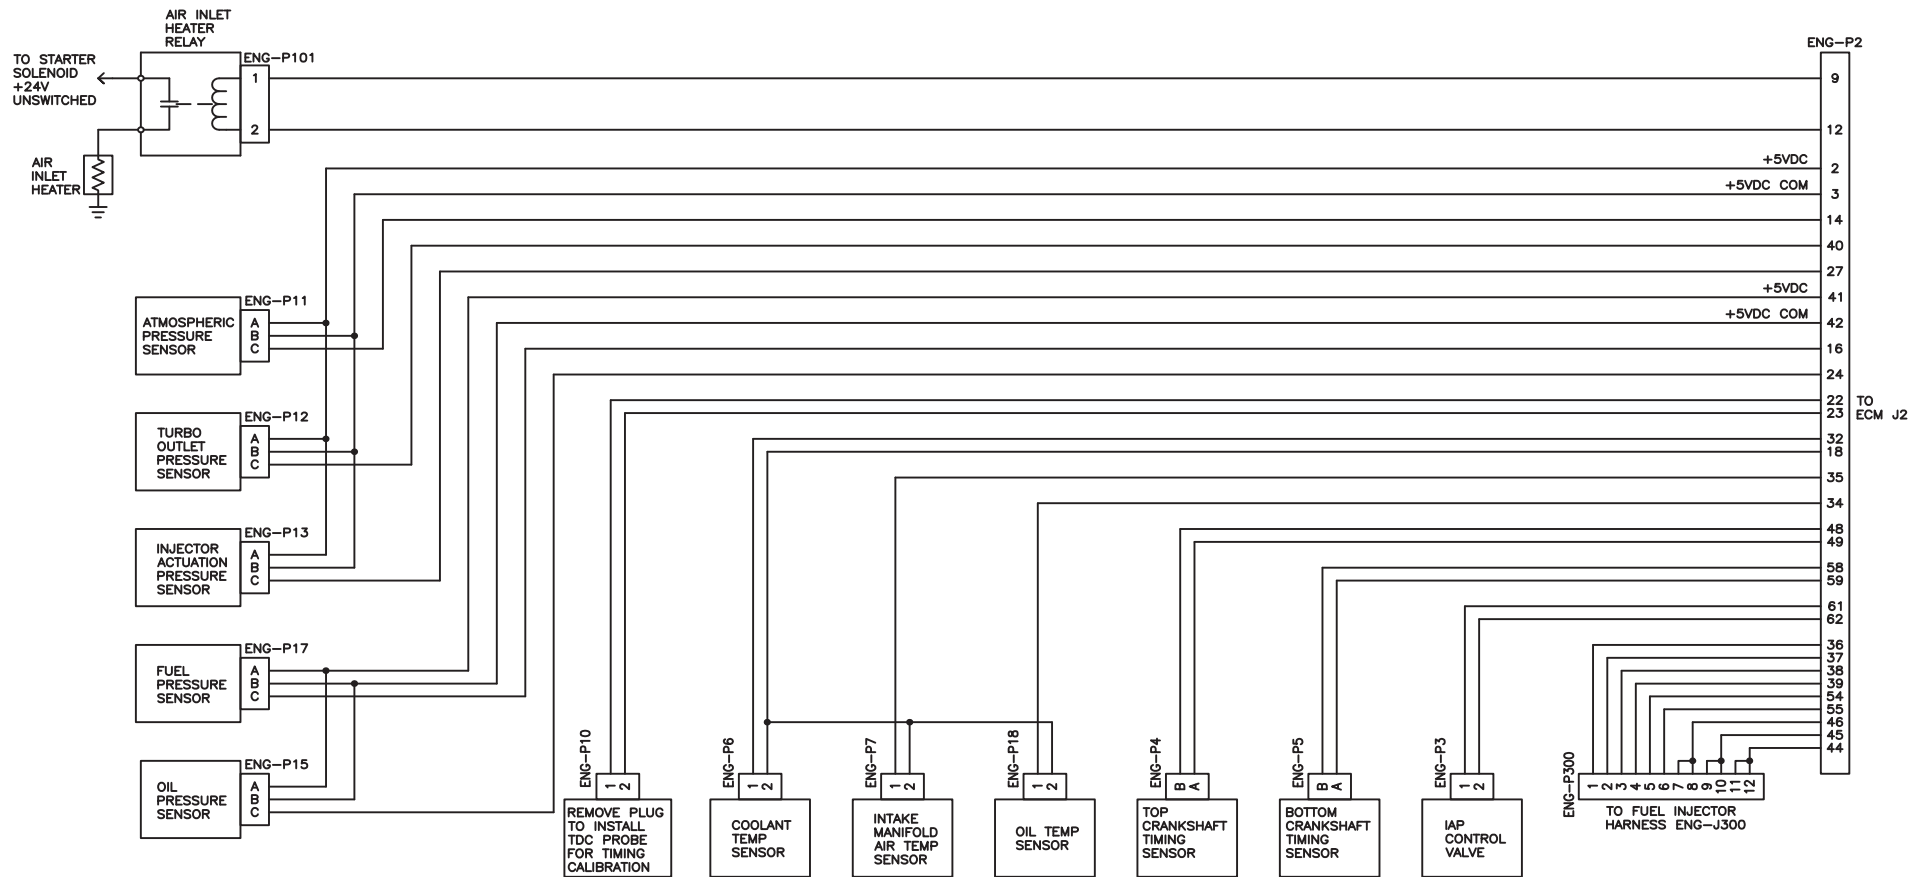 AIR INLET
HEATER
RELAY
TO STARTER
SOLENOID
+24V
UNSWITCHED
ENG-P101
1
2
AIR
INLET
HEATER
ENG-P2
9
12
+5VDC
2
+5VDC COM
3
14
40
27
+5VDC
41
+5VDC COM
42
16
24
22
23
32
18
35
34
48
49
58
59
61
62
36
37
38
39
54
55
46
45
44
TO
ECM J2
ENG-P11
ATMOSPHERIC
PRESSURE
SENSOR
A
B
C
ENG-P12
TURBO
OUTLET
PRESSURE
SENSOR
A
B
C
ENG-P13
INJECTOR
ACTUATION
PRESSURE
SENSOR
A
B
C
ENG-P17
FUEL
PRESSURE
SENSOR
A
B
C
ENG-P15
OIL
PRESSURE
SENSOR
A
B
C
ENG-P10
1 2
REMOVE PLUG
TO INSTALL
TDC PROBE
FOR TIMING
CALIBRATION
ENG-P6
1 2
COOLANT
TEMP
SENSOR
ENG-P7
1 2
INTAKE
MANIFOLD
AIR TEMP
SENSOR
ENG-P18
1 2
OIL TEMP
SENSOR
ENG-P4
B A
TOP
CRANKSHAFT
TIMING
SENSOR
ENG-P5
B A
BOTTOM
CRANKSHAFT
TIMING
SENSOR
ENG-P3
1 2
IAP
CONTROL
VALVE
ENG-P300
1 2 3 4 5 6 7 8 9 10 11 12
TO FUEL INJECTOR
HARNESS ENG-J300